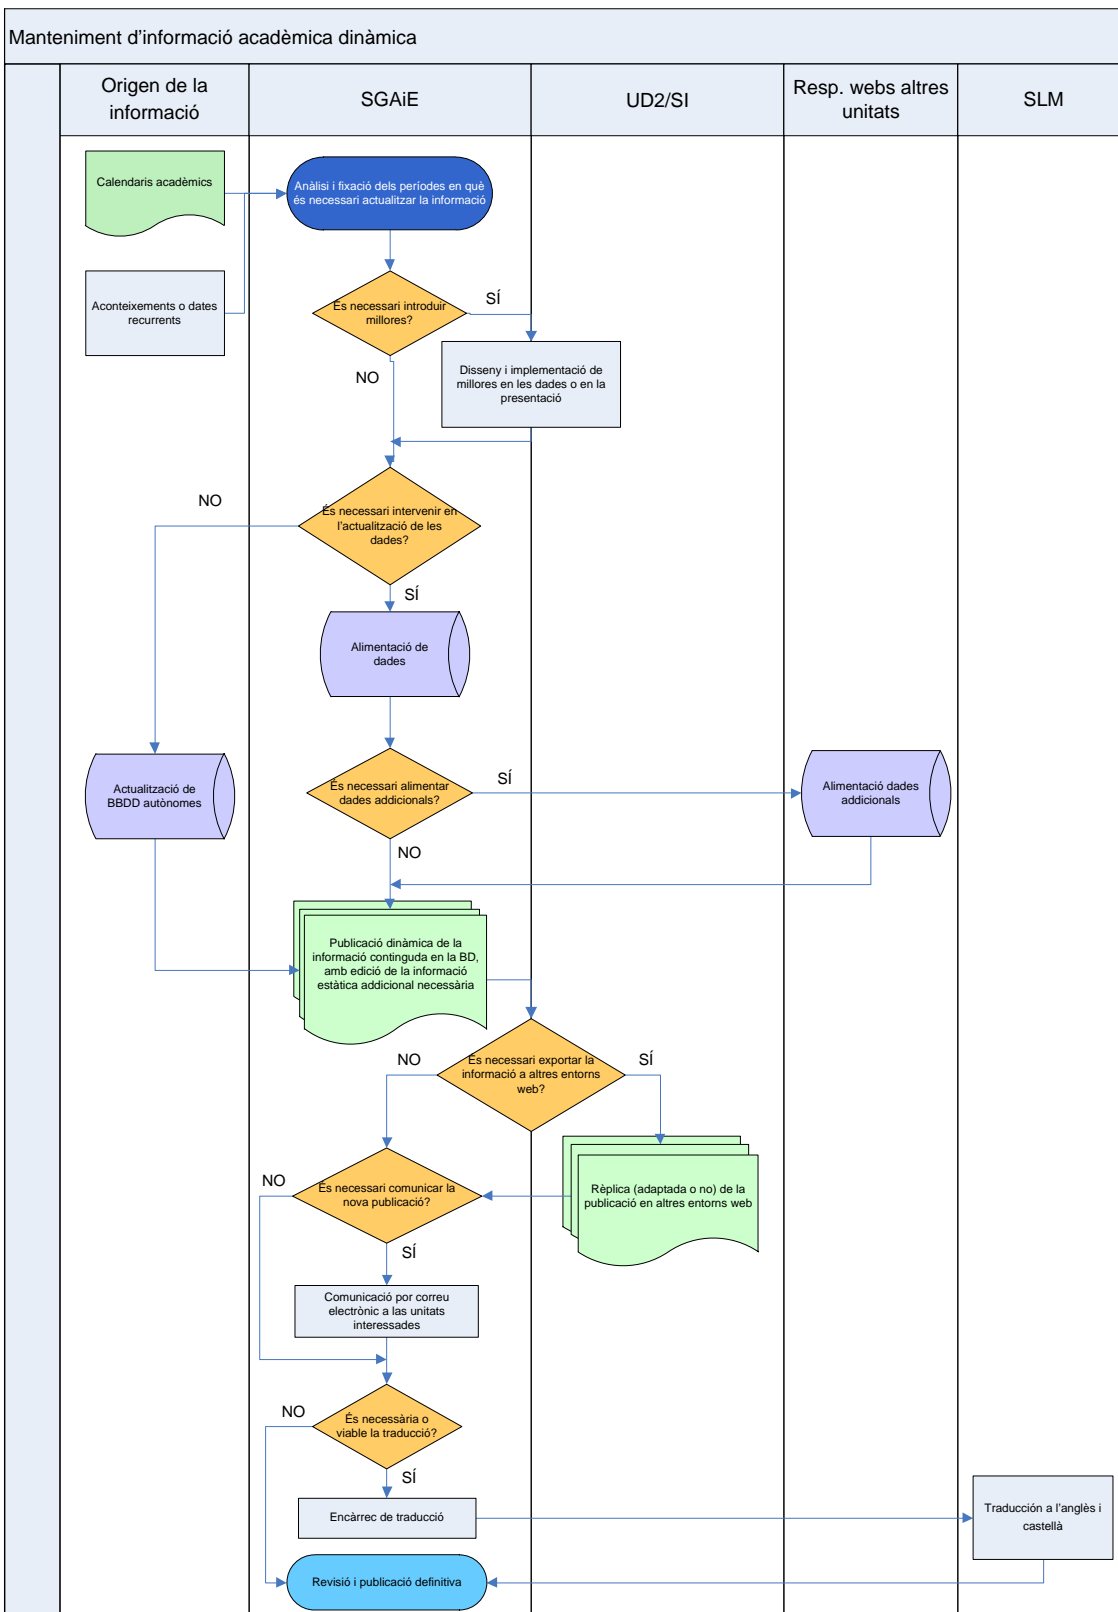 Manteniment d'informació acadèmica dinàmica
Origen de la
informació
SGAiE
UD2/SI
Resp. webs altres
unitats
SLM
Calendaris acadèmics
Anàlisi i fixació dels períodes en què
és necessari actualitzar la informació
Aconteixements o dates
recurrents
És necessari introduir
millores?
SÍ
NO
Disseny i implementació de
millores en les dades o en la
presentació
És necessari intervenir en
l'actualització de les
dades?
NO
SÍ
Alimentació de
dades
Actualització de
BBDD autònomes
És necessari alimentar
dades addicionals?
SÍ
Alimentació dades
addicionals
NO
Publicació dinàmica de la
informació continguda en la BD,
amb edició de la informació
estàtica addicional necessària
NO
És necessari exportar la
informació a altres entorns
web?
SÍ
NO
És necessari comunicar la
nova publicació?
Rèplica (adaptada o no) de la
publicació en altres entorns web
SÍ
Comunicació por correu
electrònic a las unitats
interessades
NO
És necessària o
viable la traducció?
SÍ
Encàrrec de traducció
Traducción a l'anglès i
castellà
Revisió i publicació definitiva